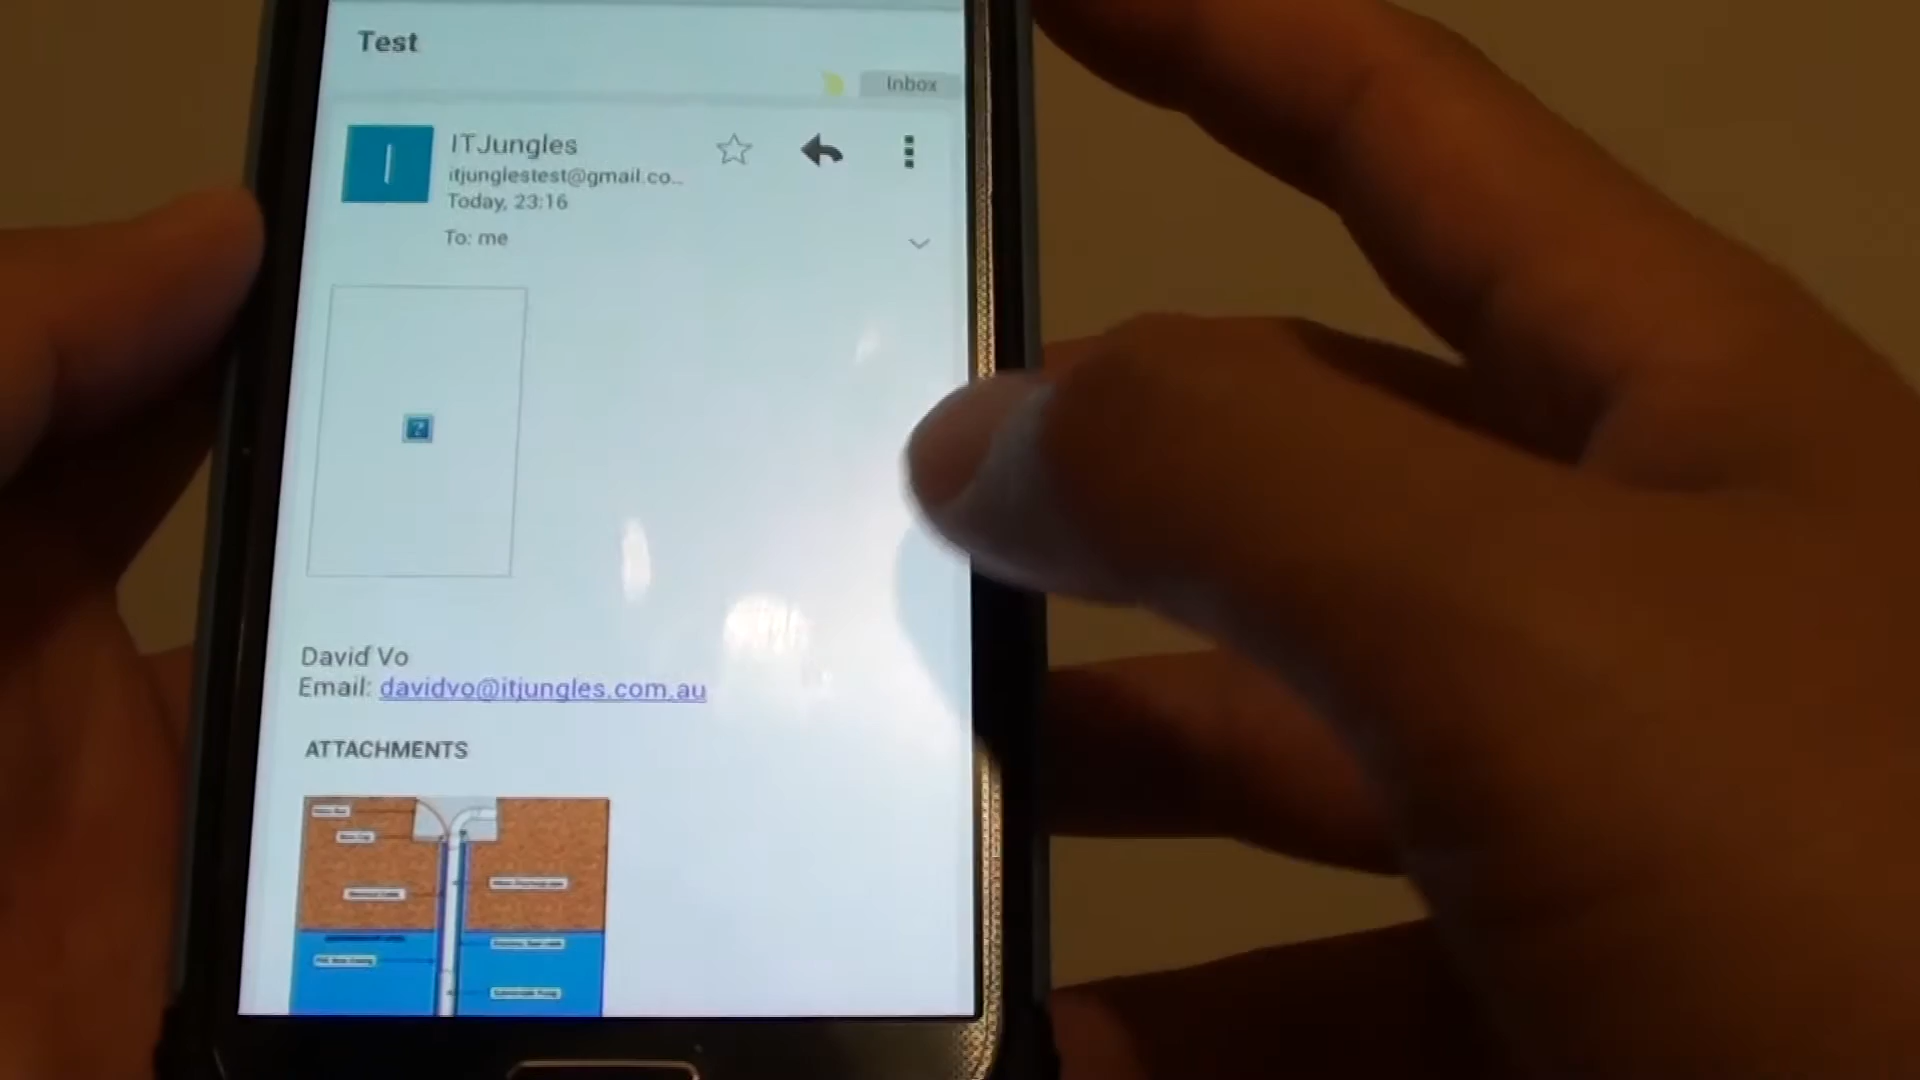 Test
Inbox
ITJungles
itjunglestest@gmail.co...
Today, 23:16
To: me
David Vo
Email: davidvo@itjungles.com.au
ATTACHMENTS